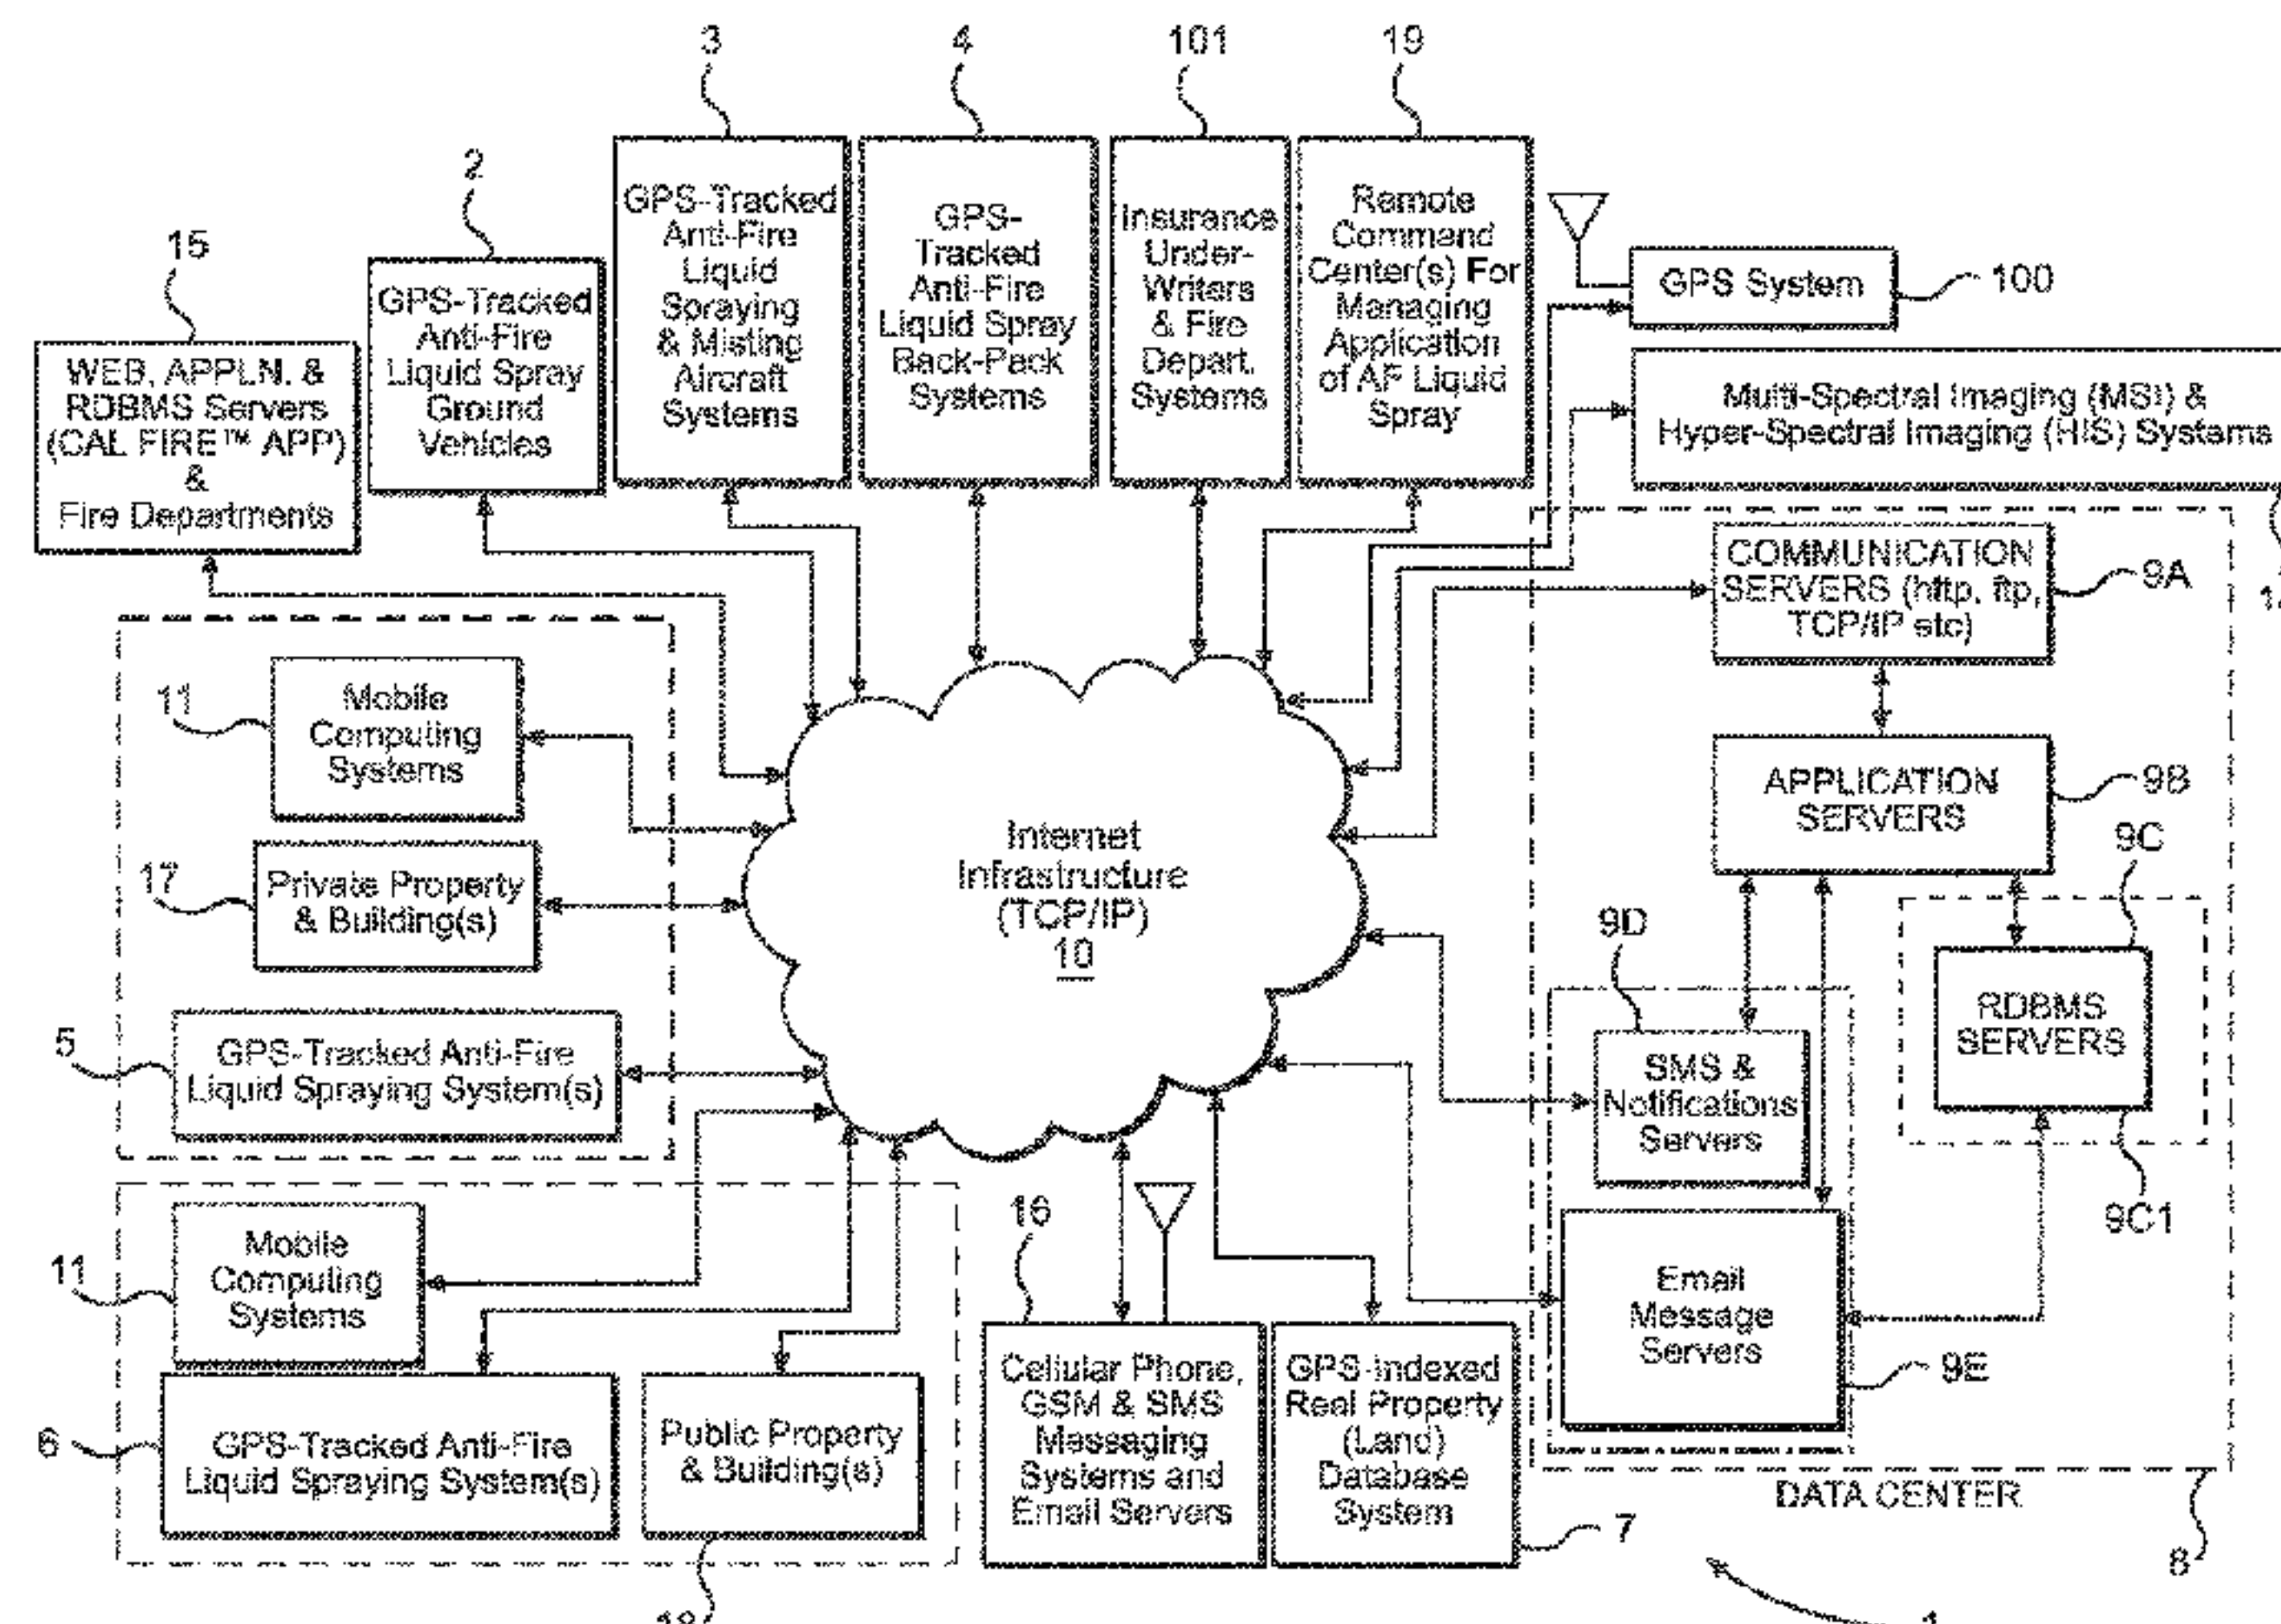 3
4
101
19
2
15
GPS-Tracked
Anti-Fire
Liquid
Spraying
& Misting
Aircraft
Systems
GPS-
Tracked
Anti-Fire
Liquid Spray
Back-Pack
Systems
Insurance
Under-
Writers
& Fire
Depart.
Systems
Remote
Command
Center(s) For
Managing
Application
of AF Liquid
Spray
GPS System
100
GPS-Tracked
Anti-Fire
Liquid Spray
Ground
Vehicles
WEB, APPLN. &
RDBMS Servers
(CAL FIRE™ APP)
&
Fire Departments
Multi-Spectral Imaging (MSI) &
Hyper-Spectral Imaging (HIS) Systems
COMMUNICATION
SERVERS (http, ftp,
TCP/IP etc)
9A
11
Mobile
Computing
Systems
APPLICATION
SERVERS
9B
17
Private Property
& Building(s)
Internet
Infrastructure
(TCP/IP)
10
9C
9D
RDBMS
SERVERS
5
GPS-Tracked Anti-Fire
Liquid Spraying System(s)
SMS &
Notifications
Servers
9C1
11
Mobile
Computing
Systems
16
Email
Message
Servers
9E
6
GPS-Tracked Anti-Fire
Liquid Spraying System(s)
Public Property
& Building(s)
Cellular Phone,
GSM & SMS
Messaging
Systems and
Email Servers
GPS-Indexed
Real Property
(Land)
Database
System
7
DATA CENTER
8
18
1